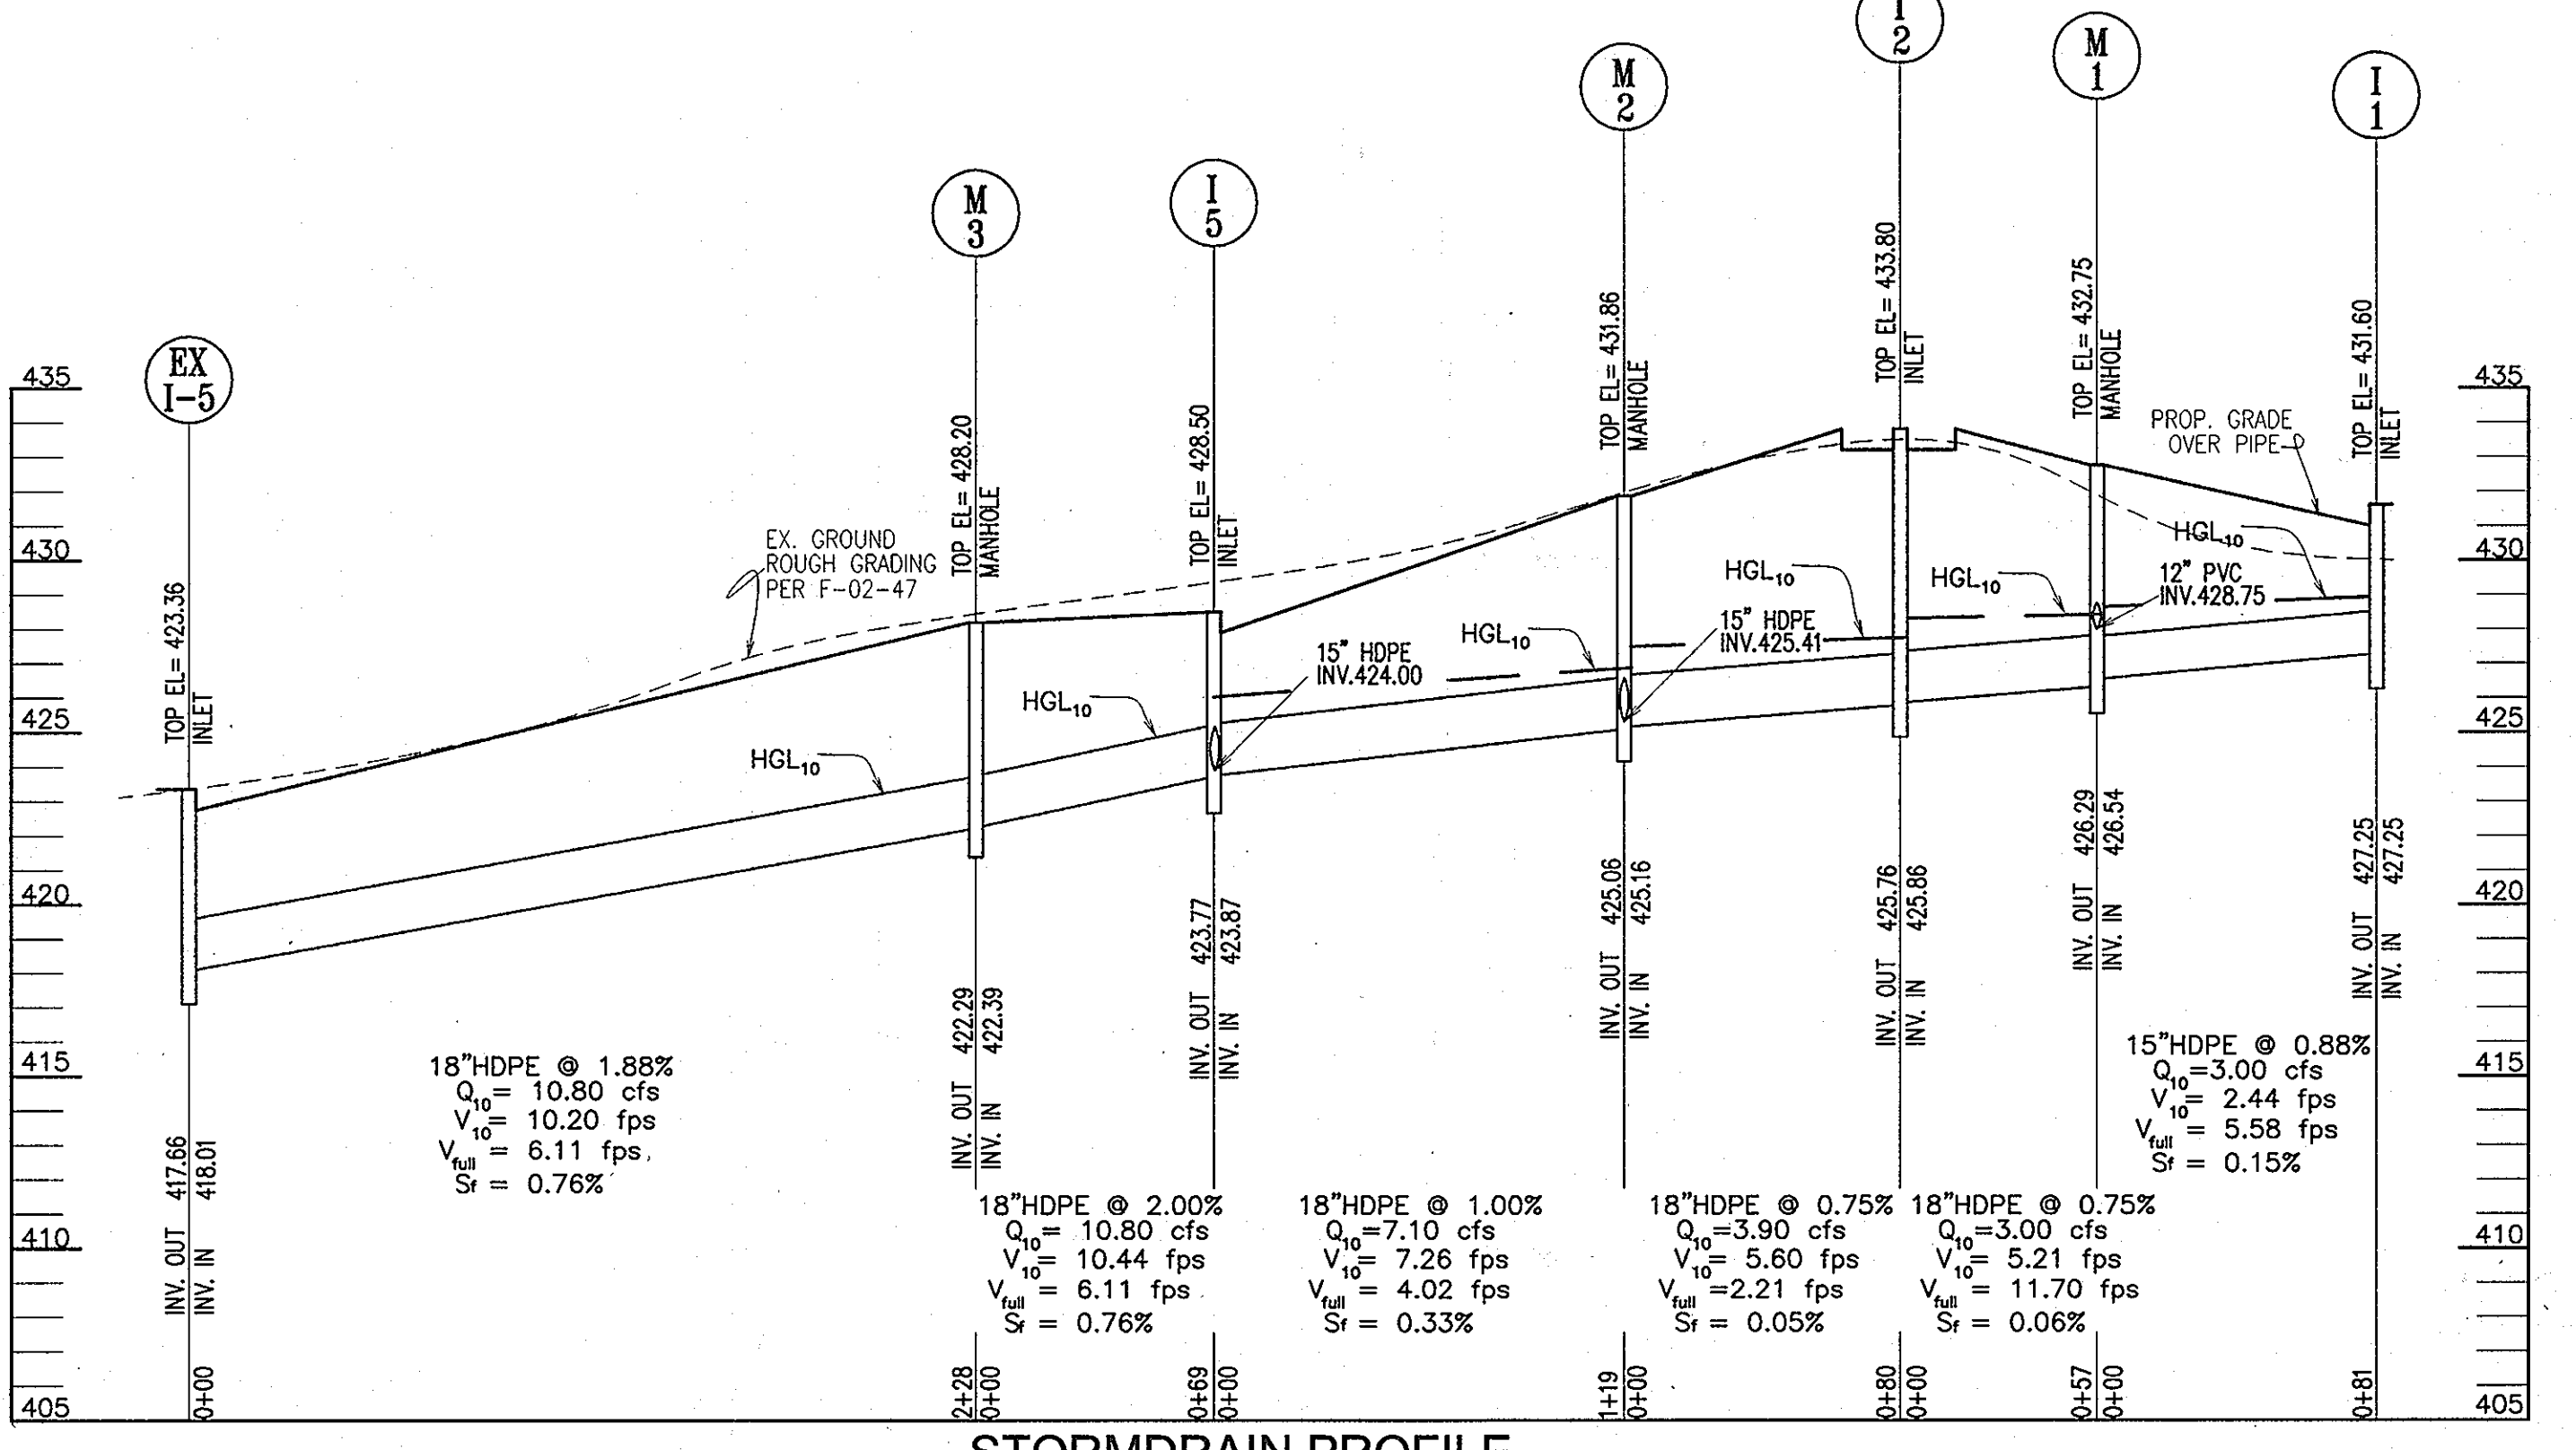 EX
I-5
M
3
I
5
M
2
I
2
M
1
I
1
TOP EL= 423.36
INLET
TOP EL= 428.20
MANHOLE
TOP EL= 428.50
INLET
TOP EL= 431.86
MANHOLE
TOP EL= 433.80
INLET
TOP EL= 432.75
MANHOLE
TOP EL= 431.60
INLET
435
430
425
420
415
410
405
435
430
425
420
415
410
405
EX. GROUND
ROUGH GRADING
PER F-02-47
PROP. GRADE
OVER PIPE
HGL10
HGL10
HGL10
HGL10
HGL10
HGL10
15" HDPE
INV.424.00
15" HDPE
INV.425.41
12" PVC
INV.428.75
INV. OUT 417.66
INV. IN 418.01
INV. OUT 422.29
INV. IN 422.39
INV. OUT 423.77
INV. IN 423.87
INV. OUT 425.06
INV. IN 425.16
INV. OUT 425.76
INV. IN 425.86
INV. OUT 426.29
INV. IN 426.54
INV. OUT 427.25
INV. IN 427.25
18"HDPE @ 1.88%
Q10= 10.80 cfs
V10= 10.20 fps
Vfull = 6.11 fps
Sf = 0.76%
18"HDPE @ 2.00%
Q10= 10.80 cfs
V10= 10.44 fps
Vfull = 6.11 fps
Sf = 0.76%
18"HDPE @ 1.00%
Q10=7.10 cfs
V10= 7.26 fps
Vfull = 4.02 fps
Sf = 0.33%
18"HDPE @ 0.75%
Q10=3.90 cfs
V10= 5.60 fps
Vfull =2.21 fps
Sf = 0.05%
18"HDPE @ 0.75%
Q10=3.00 cfs
V10= 5.21 fps
Vfull = 11.70 fps
Sf = 0.06%
15"HDPE @ 0.88%
Q10=3.00 cfs
V10= 2.44 fps
Vfull = 5.58 fps
Sf = 0.15%
0+00
2+28
0+00
0+69
0+00
1+19
0+00
0+80
0+00
0+57
0+00
0+81
STORMDRAIN PROFILE